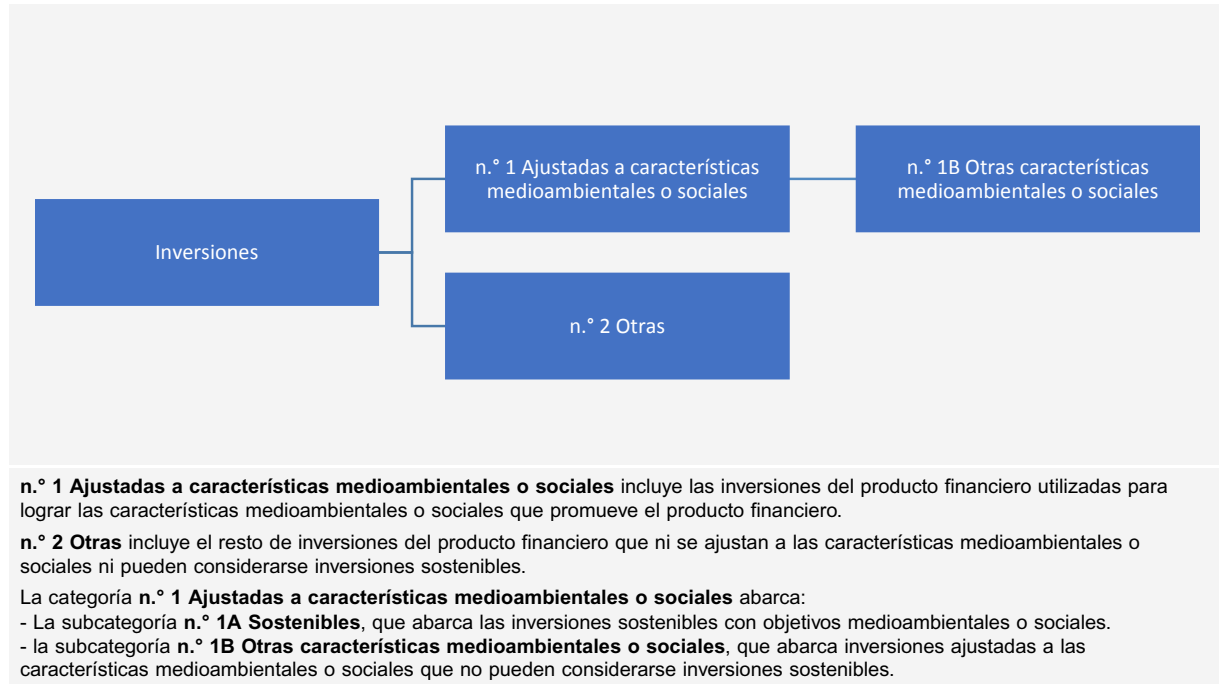 n.° 1 Ajustadas a características
medioambientales o sociales
n.° 1B Otras características
medioambientales o sociales
Inversiones
n.° 2 Otras
n.° 1 Ajustadas a características medioambientales o sociales incluye las inversiones del producto financiero utilizadas para
lograr las características medioambientales o sociales que promueve el producto financiero.
n.° 2 Otras incluye el resto de inversiones del producto financiero que ni se ajustan a las características medioambientales o
sociales ni pueden considerarse inversiones sostenibles.
La categoría n.° 1 Ajustadas a características medioambientales o sociales abarca:
- La subcategoría n.° 1A Sostenibles, que abarca las inversiones sostenibles con objetivos medioambientales o sociales.
- la subcategoría n.° 1B Otras características medioambientales o sociales, que abarca inversiones ajustadas a las
características medioambientales o sociales que no pueden considerarse inversiones sostenibles.